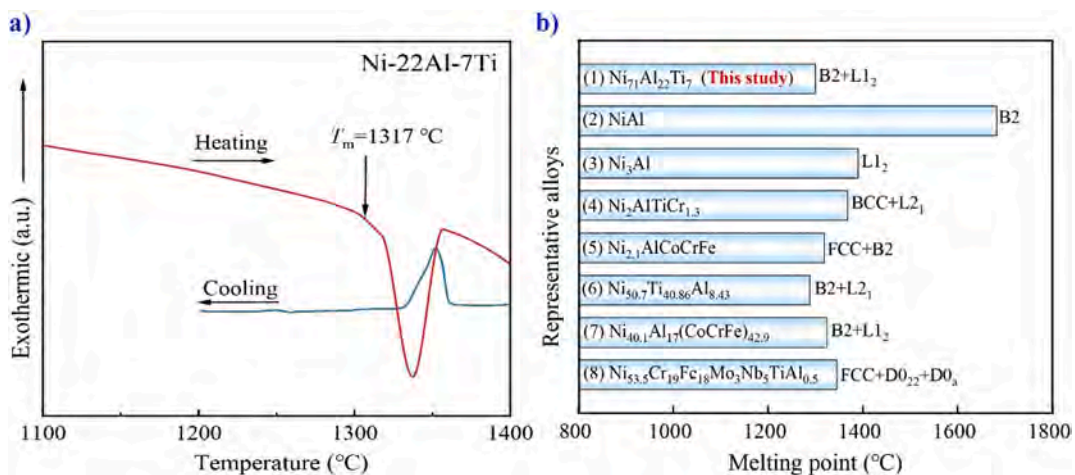 a)
Ni-22Al-7Ti
Heating
Tm=1317 °C
Cooling
Exothermic (a.u.)
1100
1200
1300
1400
Temperature (°C)
b)
Representative alloys
(1) Ni71Al22Ti7 (This study) B2+L12
(2) NiAl B2
(3) Ni3Al L12
(4) Ni2AlTiCr1.3 BCC+L21
(5) Ni2.1AlCoCrFe FCC+B2
(6) Ni50.7Ti40.86Al8.43 B2+L21
(7) Ni40.1Al17(CoCrFe)42.9 B2+L12
(8) Ni53.5Cr19Fe18Mo3Nb5TiAl0.5 FCC+D022+D0a
800
1000
1200
1400
1600
1800
Melting point (°C)